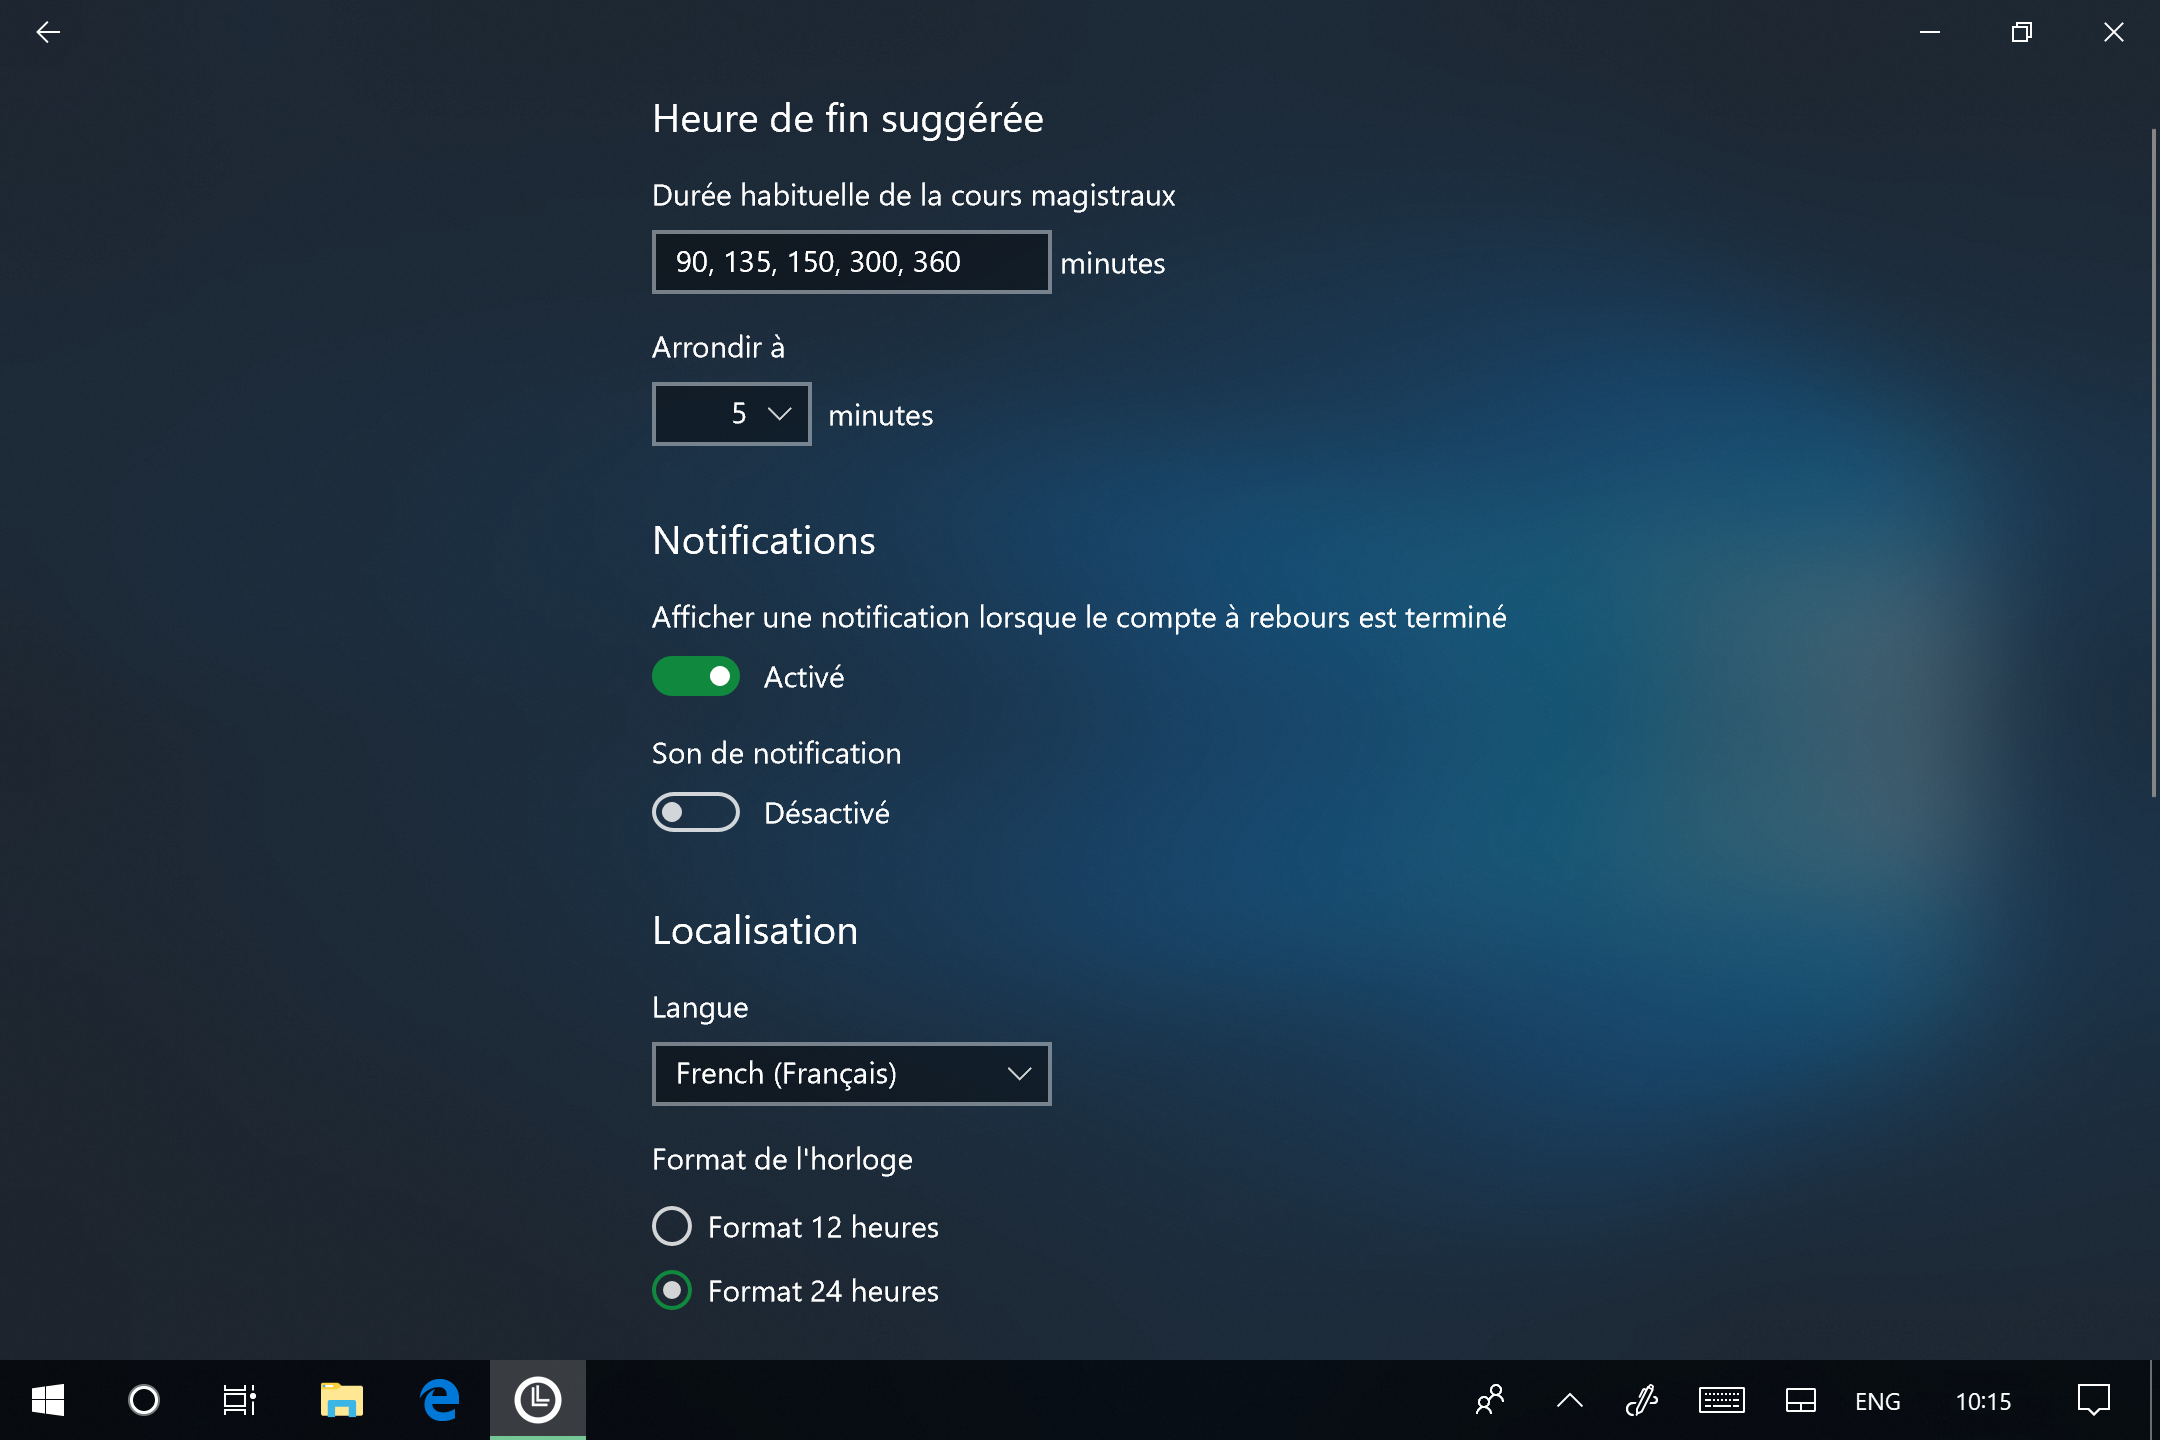 Heure de fin suggérée
Durée habituelle de la cours magistraux
90, 135, 150, 300, 360 minutes
Arrondir à
5 minutes
Notifications
Afficher une notification lorsque le compte à rebours est terminé
Activé
Son de notification
Désactivé
Localisation
Langue
French (Français)
Format de l'horloge
Format 12 heures
Format 24 heures
ENG 10:15